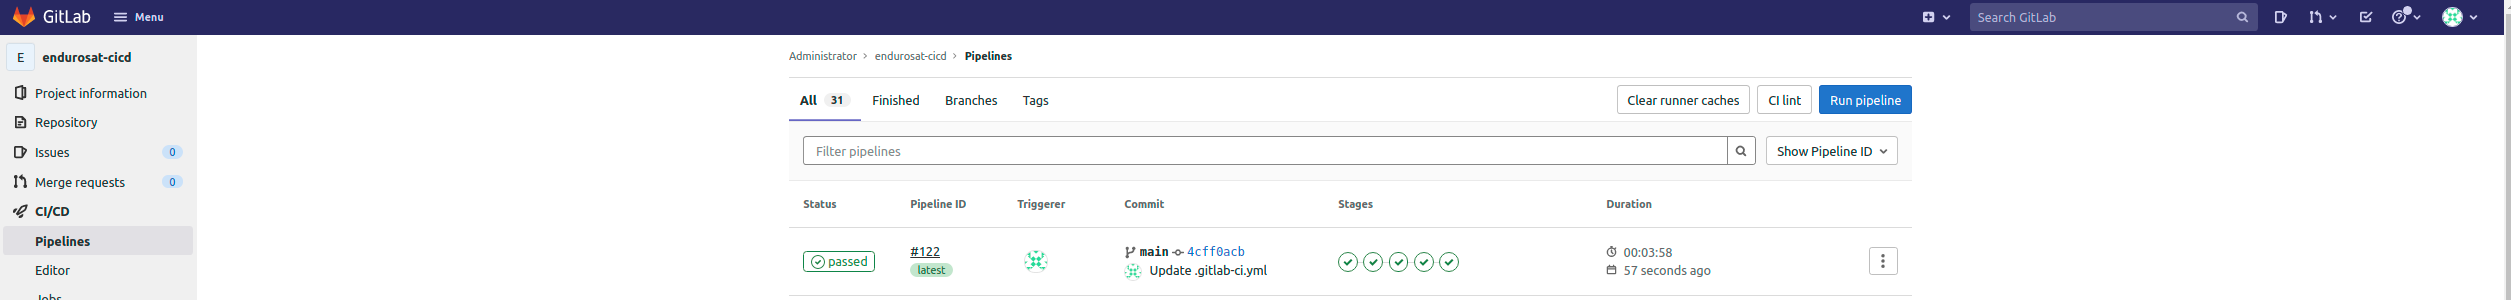 GitLab Menu Search GitLab
E endurosat-cicd
Project information
Repository
Issues 0
Merge requests 0
CI/CD
Pipelines
Editor
Jobs
Administrator > endurosat-cicd > Pipelines
All 31 Finished Branches Tags Clear runner caches CI lint Run pipeline
Filter pipelines Show Pipeline ID
Status Pipeline ID Triggerer Commit Stages Duration
passed #122 main 4cff0acb 00:03:58
latest Update .gitlab-ci.yml 57 seconds ago